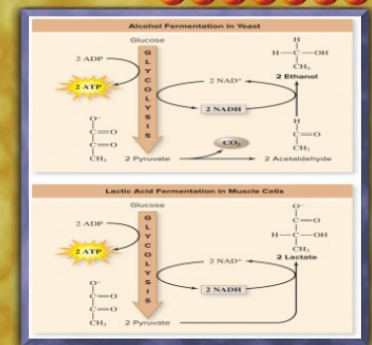 Alcohol Fermentation in Yeast
Glucose
2 ADP
2 ATP
GLYCOLYSIS
O⁻
C=O
C=O
CH₃
2 Pyruvate
2 NAD⁺
2 NADH
CO₂
H
H—C—OH
CH₃
2 Ethanol
H
C=O
CH₃
2 Acetaldehyde
Lactic Acid Fermentation in Muscle Cells
Glucose
2 ADP
2 ATP
GLYCOLYSIS
O⁻
C=O
C=O
CH₃
2 Pyruvate
2 NAD⁺
2 NADH
O⁻
C=O
H—C—OH
CH₃
2 Lactate